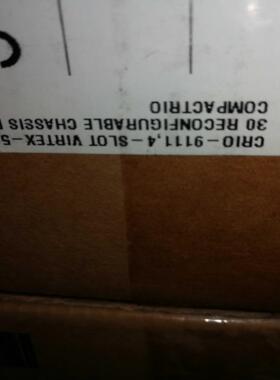 CRIO-9111,4-SLOT VIRTEX-5
30 RECONFIGURABLE CHASSIS
COMPACTRIO